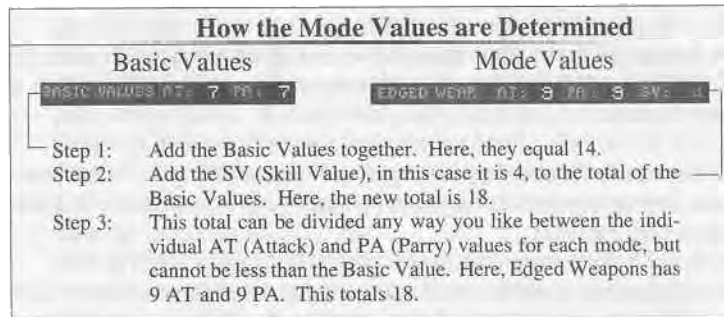 How the Mode Values are Determined
Basic Values Mode Values
BASIC VALUES AT: 7 PA: 7 EDGED WEAP. AT: 9 PA: 9 SV:
Step 1: Add the Basic Values together. Here, they equal 14.
Step 2: Add the SV (Skill Value), in this case it is 4, to the total of the
Basic Values. Here, the new total is 18.
Step 3: This total can be divided any way you like between the indi-
vidual AT (Attack) and PA (Parry) values for each mode, but
cannot be less than the Basic Value. Here, Edged Weapons has
9 AT and 9 PA. This totals 18.